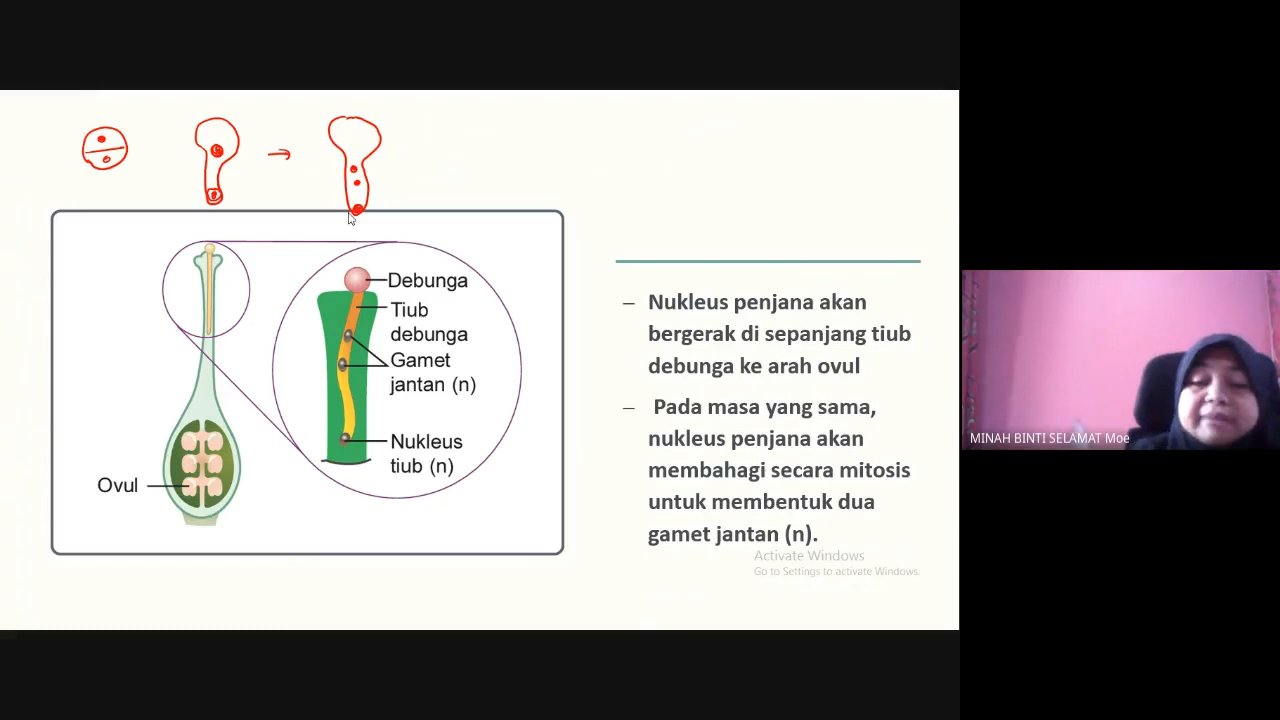 Debunga
Tiub
debunga
Gamet
jantan (n)
Nukleus
tiub (n)
Ovul
– Nukleus penjana akan
bergerak di sepanjang tiub
debunga ke arah ovul
– Pada masa yang sama,
nukleus penjana akan
membahagi secara mitosis
untuk membentuk dua
gamet jantan (n).
Activate Windows
Go to Settings to activate Windows.
MINAH BINTI SELAMAT Moe